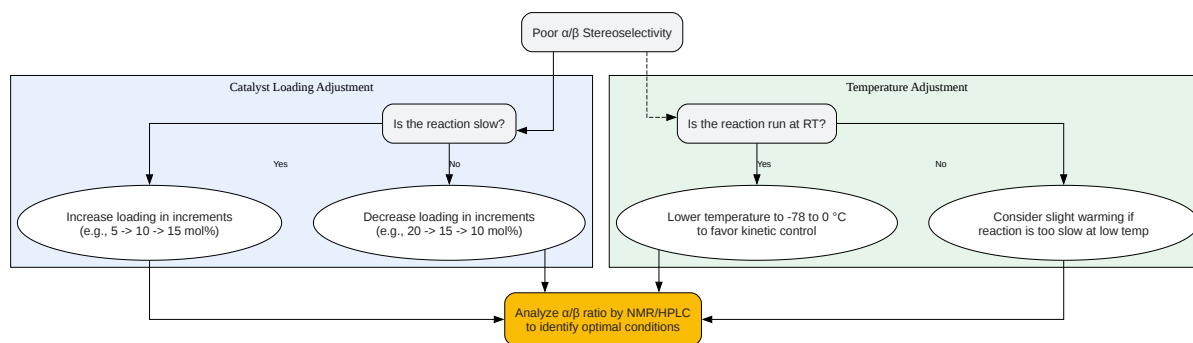 Poor α/β Stereoselectivity
Catalyst Loading Adjustment
Temperature Adjustment
Is the reaction slow?
Is the reaction run at RT?
Yes
No
Yes
No
Increase loading in increments
(e.g., 5 -> 10 -> 15 mol%)
Decrease loading in increments
(e.g., 20 -> 15 -> 10 mol%)
Lower temperature to -78 to 0 °C
to favor kinetic control
Consider slight warming if
reaction is too slow at low temp
Analyze α/β ratio by NMR/HPLC
to identify optimal conditions